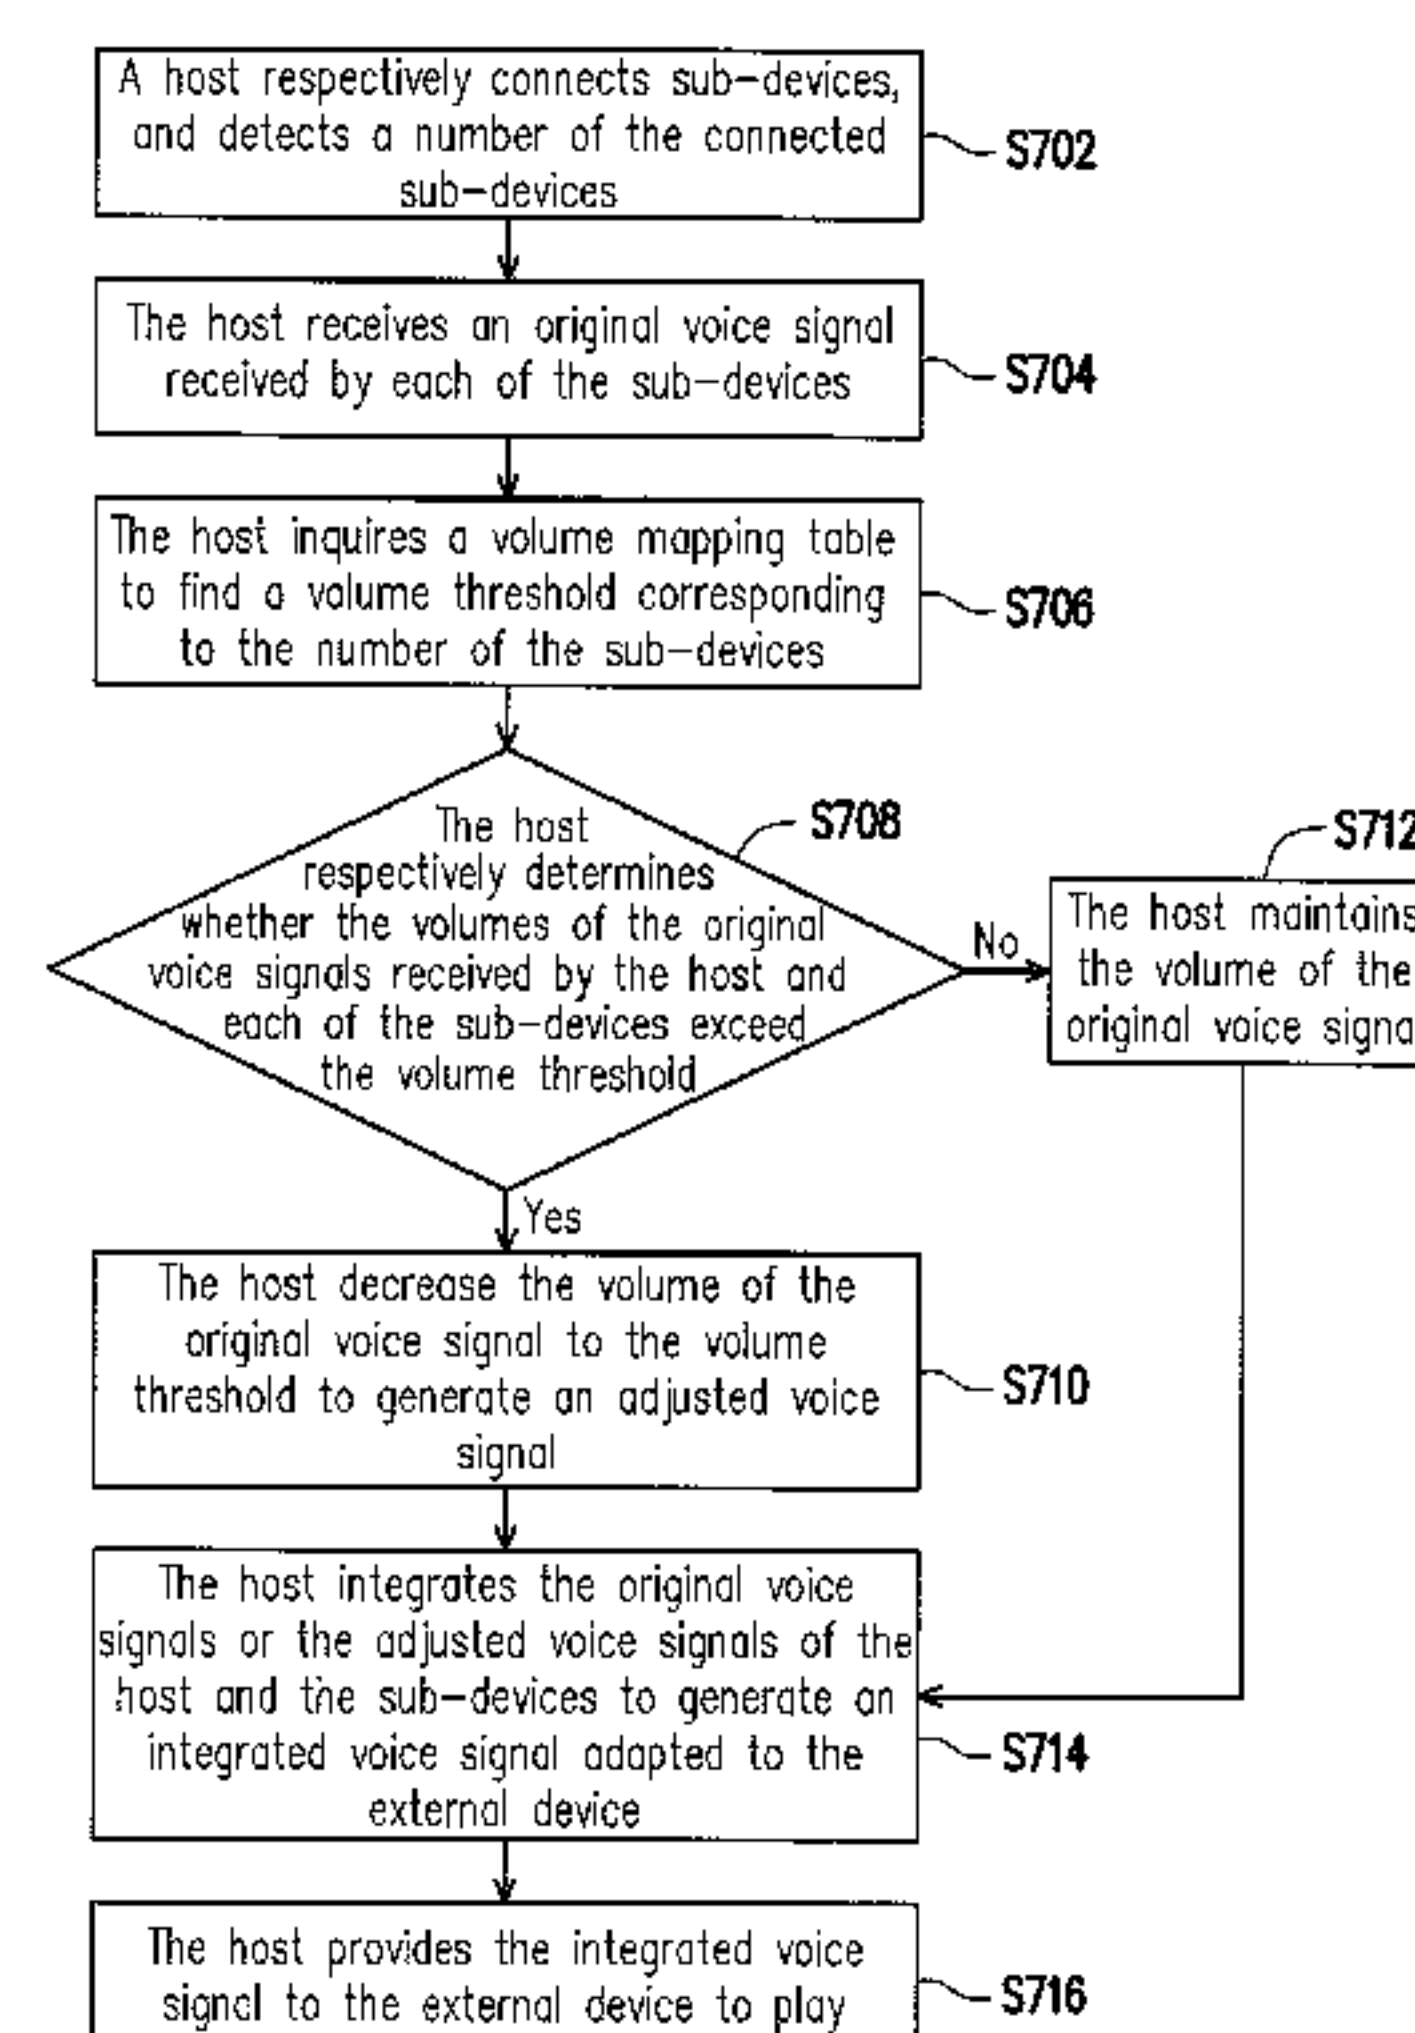 A host respectively connects sub-devices,
and detects a number of the connected
sub-devices
S702
The host receives an original voice signal
received by each of the sub-devices
S704
The host inquires a volume mapping table
to find a volume threshold corresponding
to the number of the sub-devices
S706
The host
respectively determines
whether the volumes of the original
voice signals received by the host and
each of the sub-devices exceed
the volume threshold
S708
No
S712
The host maintains
the volume of the
original voice signa
Yes
The host decrease the volume of the
original voice signal to the volume
threshold to generate an adjusted voice
signal
S710
The host integrates the original voice
signals or the adjusted voice signals of the
host and the sub-devices to generate an
integrated voice signal adapted to the
external device
S714
The host provides the integrated voice
signal to the external device to play
S716